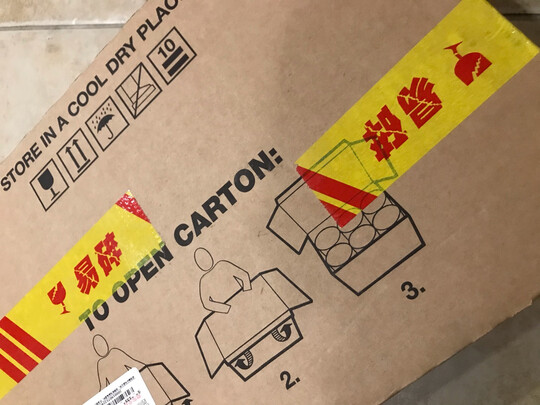 STORE IN A COOL DRY PLAC
10
易碎
TO OPEN CARTON:
易碎
2.
3.